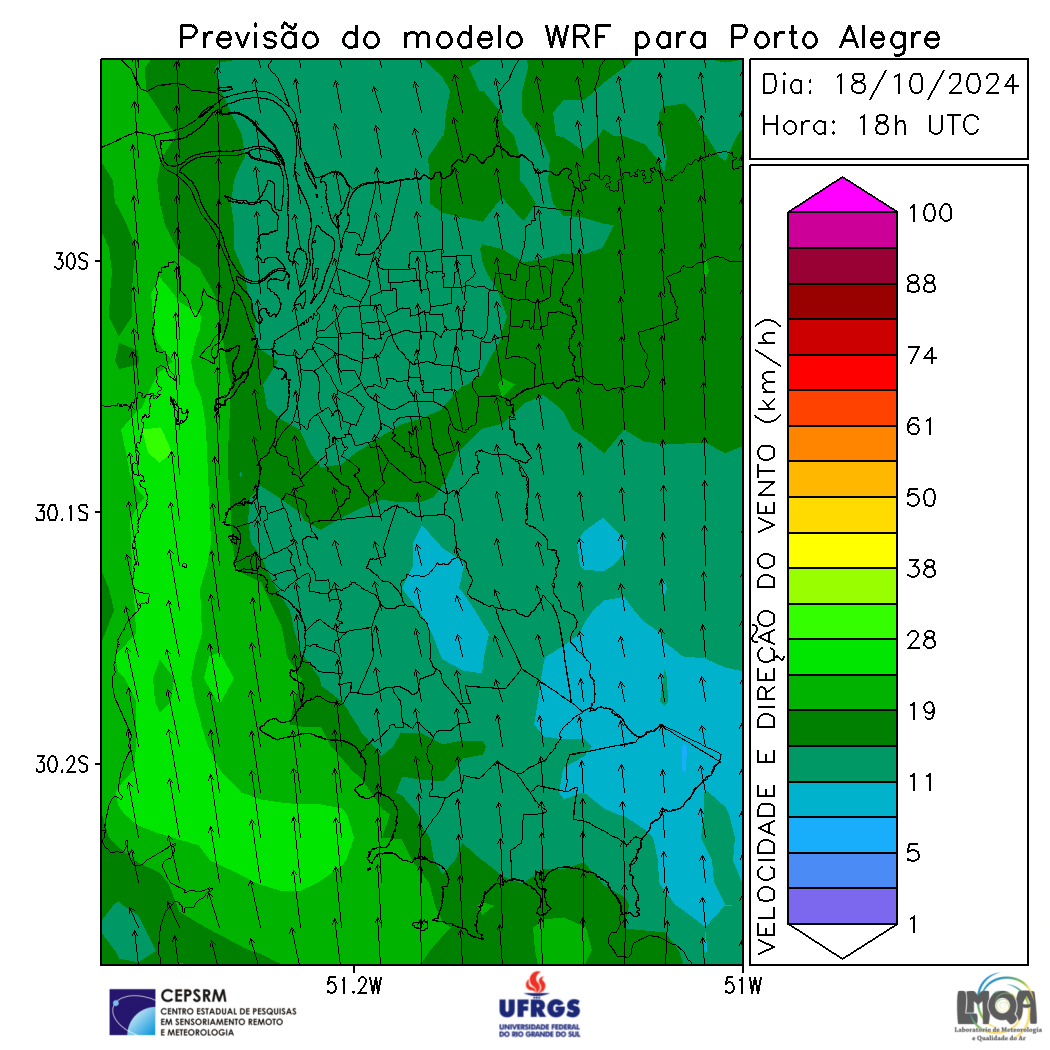 Previsão do modelo WRF para Porto Alegre
Dia: 18/10/2024
Hora: 18h UTC
30S
30.1S
30.2S
51.2W
51W
VELOCIDADE E DIREÇÃO DO VENTO (km/h)
100
88
74
61
50
38
28
19
11
5
1
CEPSRM
CENTRO ESTADUAL DE PESQUISAS
EM SENSORIAMENTO REMOTO
E METEOROLOGIA
UFRGS
UNIVERSIDADE FEDERAL
DO RIO GRANDE DO SUL
LMQA
Laboratório de Meteorologia
e Qualidade do Ar